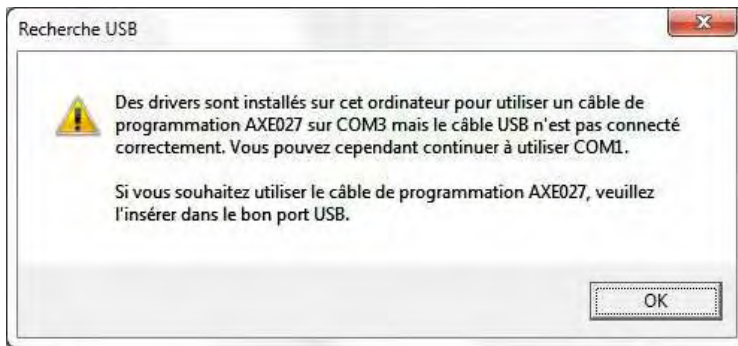 Recherche USB
Des drivers sont installés sur cet ordinateur pour utiliser un câble de
programmation AXE027 sur COM3 mais le câble USB n'est pas connecté
correctement. Vous pouvez cependant continuer à utiliser COM1.
Si vous souhaitez utiliser le câble de programmation AXE027, veuillez
l'insérer dans le bon port USB.
OK